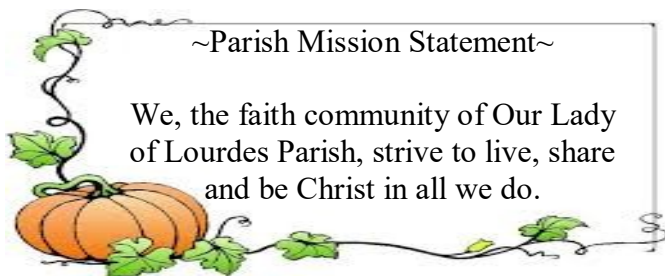 ~Parish Mission Statement~
We, the faith community of Our Lady
of Lourdes Parish, strive to live, share
and be Christ in all we do.